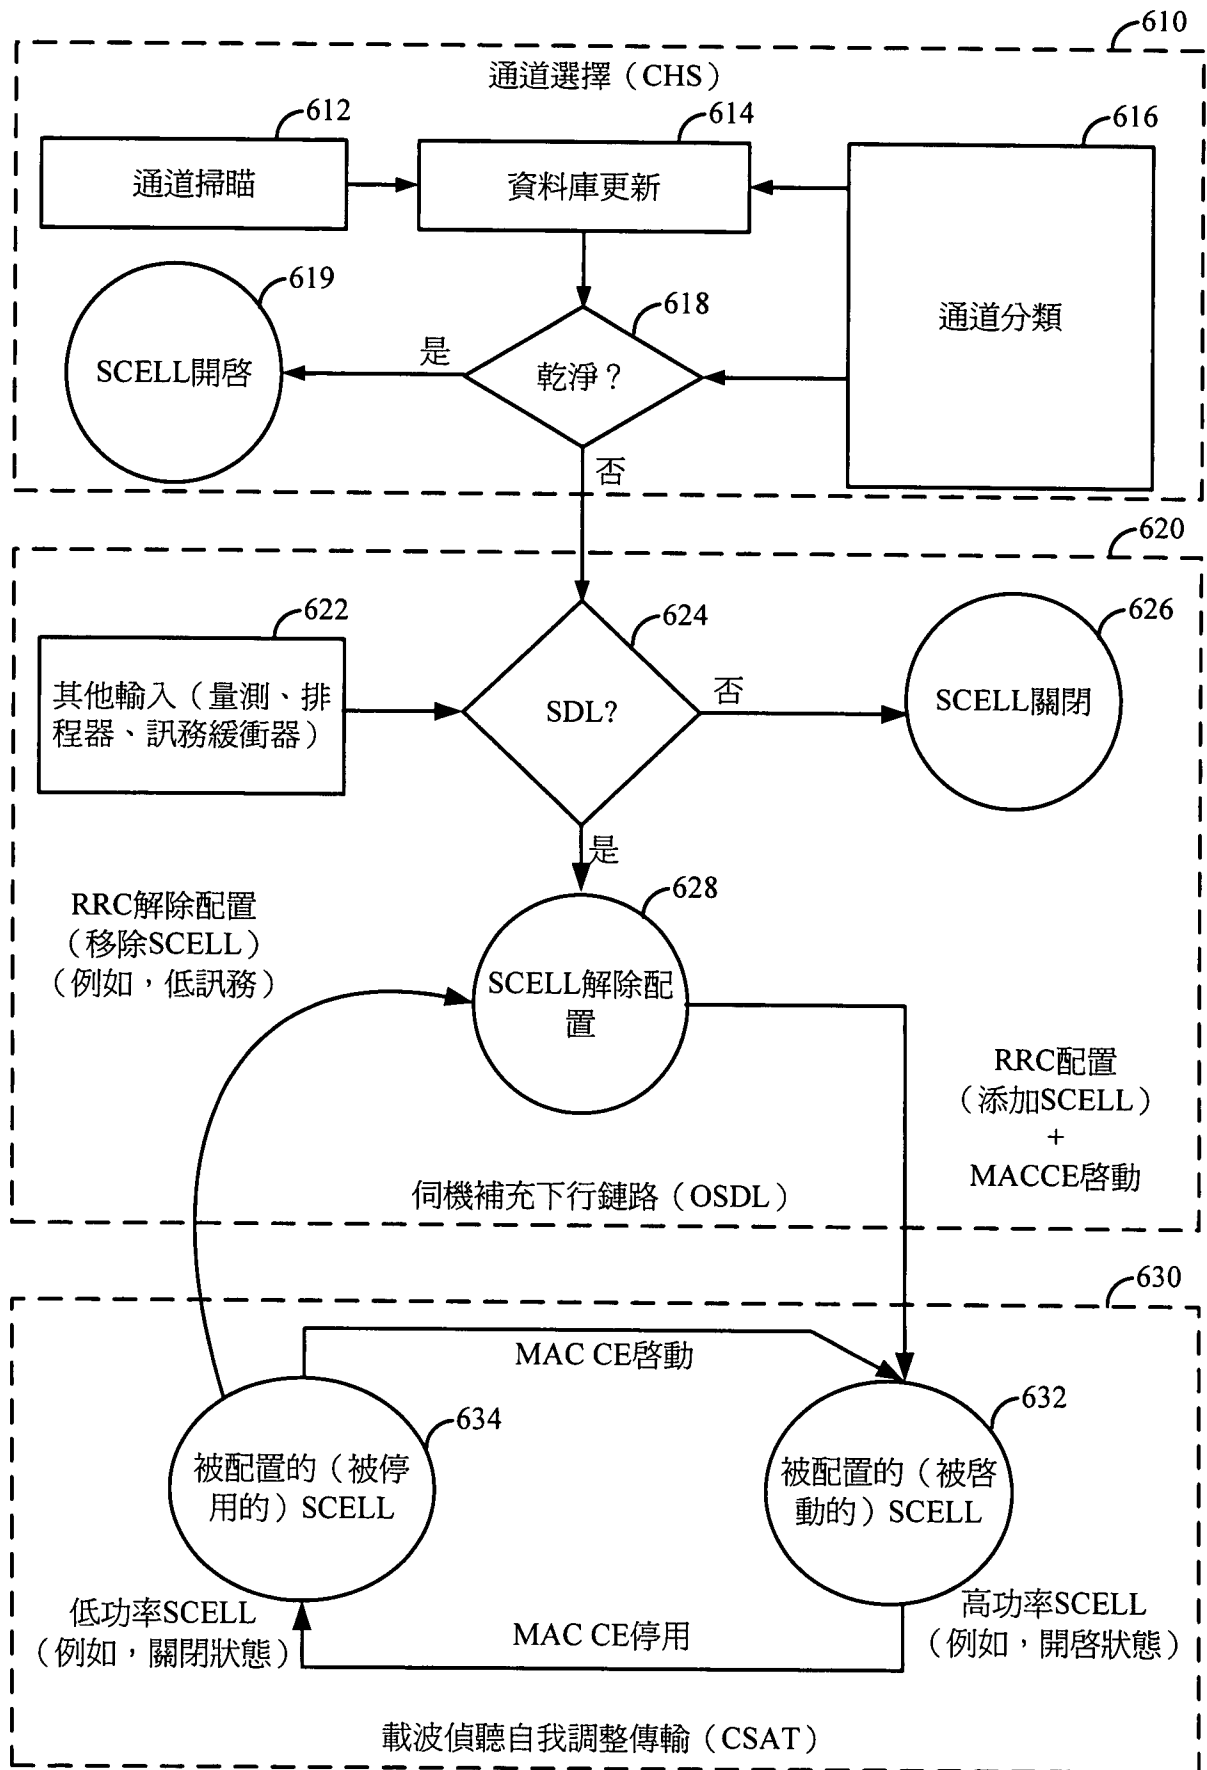 610
通道選擇（CHS）
612
614
616
通道掃瞄
資料庫更新
通道分類
619
618
SCELL開啓
是
乾淨？
否
620
622
624
626
其他輸入（量測、排
程器、訊務緩衝器）
SDL?
否
SCELL關閉
是
628
RRC解除配置
（移除SCELL）
（例如，低訊務）
SCELL解除配
置
RRC配置
（添加SCELL）
+
MACCE啓動
伺機補充下行鏈路（OSDL）
630
MAC CE啓動
634
632
被配置的（被停
用的）SCELL
被配置的（被啓
動的）SCELL
低功率SCELL
（例如，關閉狀態）
MAC CE停用
高功率SCELL
（例如，開啓狀態）
載波偵聽自我調整傳輸（CSAT）